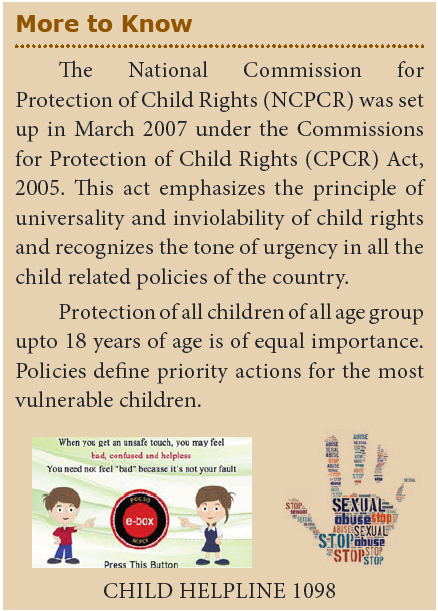 More to Know
The National Commission for
Protection of Child Rights (NCPCR) was set
up in March 2007 under the Commissions
for Protection of Child Rights (CPCR) Act,
2005. This act emphasizes the principle of
universality and inviolability of child rights
and recognizes the tone of urgency in all the
child related policies of the country.
Protection of all children of all age group
upto 18 years of age is of equal importance.
Policies define priority actions for the most
vulnerable children.
When you get an unsafe touch, you may feel
bad, confused and helpless
You need not feel "bad" because it's not your fault
POCSO
e-box
NCPCR
Press This Button
ABUSE
STOP
SEXUAL
abuse stop
SEXUAL
STOP abuse
STOP STOP
CHILD HELPLINE 1098